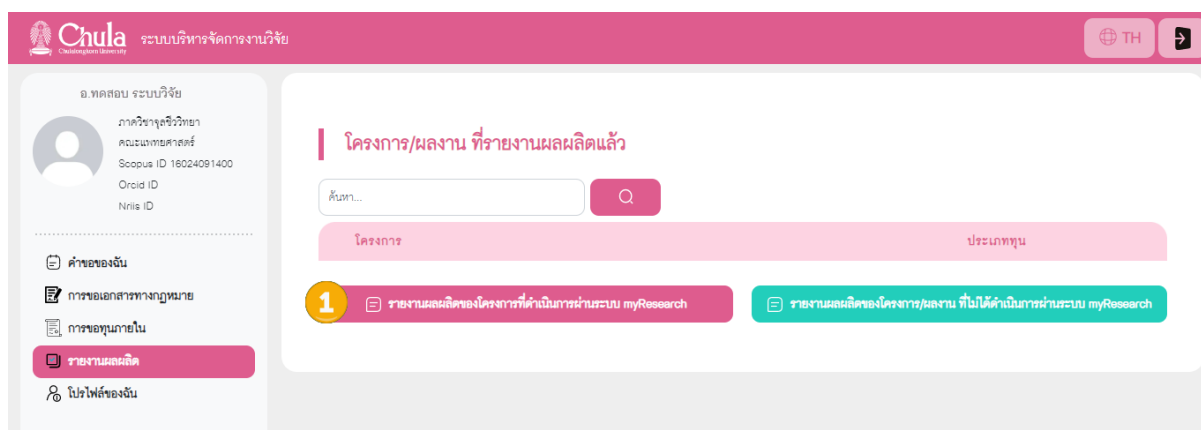 Chula
Chulalongkorn University
ระบบบริหารจัดการงานวิจัย
TH
อ.ทดสอบ ระบบวิจัย
ภาควิชาจุลชีววิทยา
คณะแพทยศาสตร์
Scopus ID 16024091400
Orcid ID
Nriis ID
คำขอของฉัน
การขอเอกสารทางกฎหมาย
การขอทุนภายใน
รายงานผลผลิต
โปรไฟล์ของฉัน
โครงการ/ผลงาน ที่รายงานผลผลิตแล้ว
ค้นหา...
โครงการ
ประเภททุน
1
รายงานผลผลิตของโครงการที่ดำเนินการผ่านระบบ myResearch
รายงานผลผลิตของโครงการ/ผลงาน ที่ไม่ได้ดำเนินการผ่านระบบ myResearch